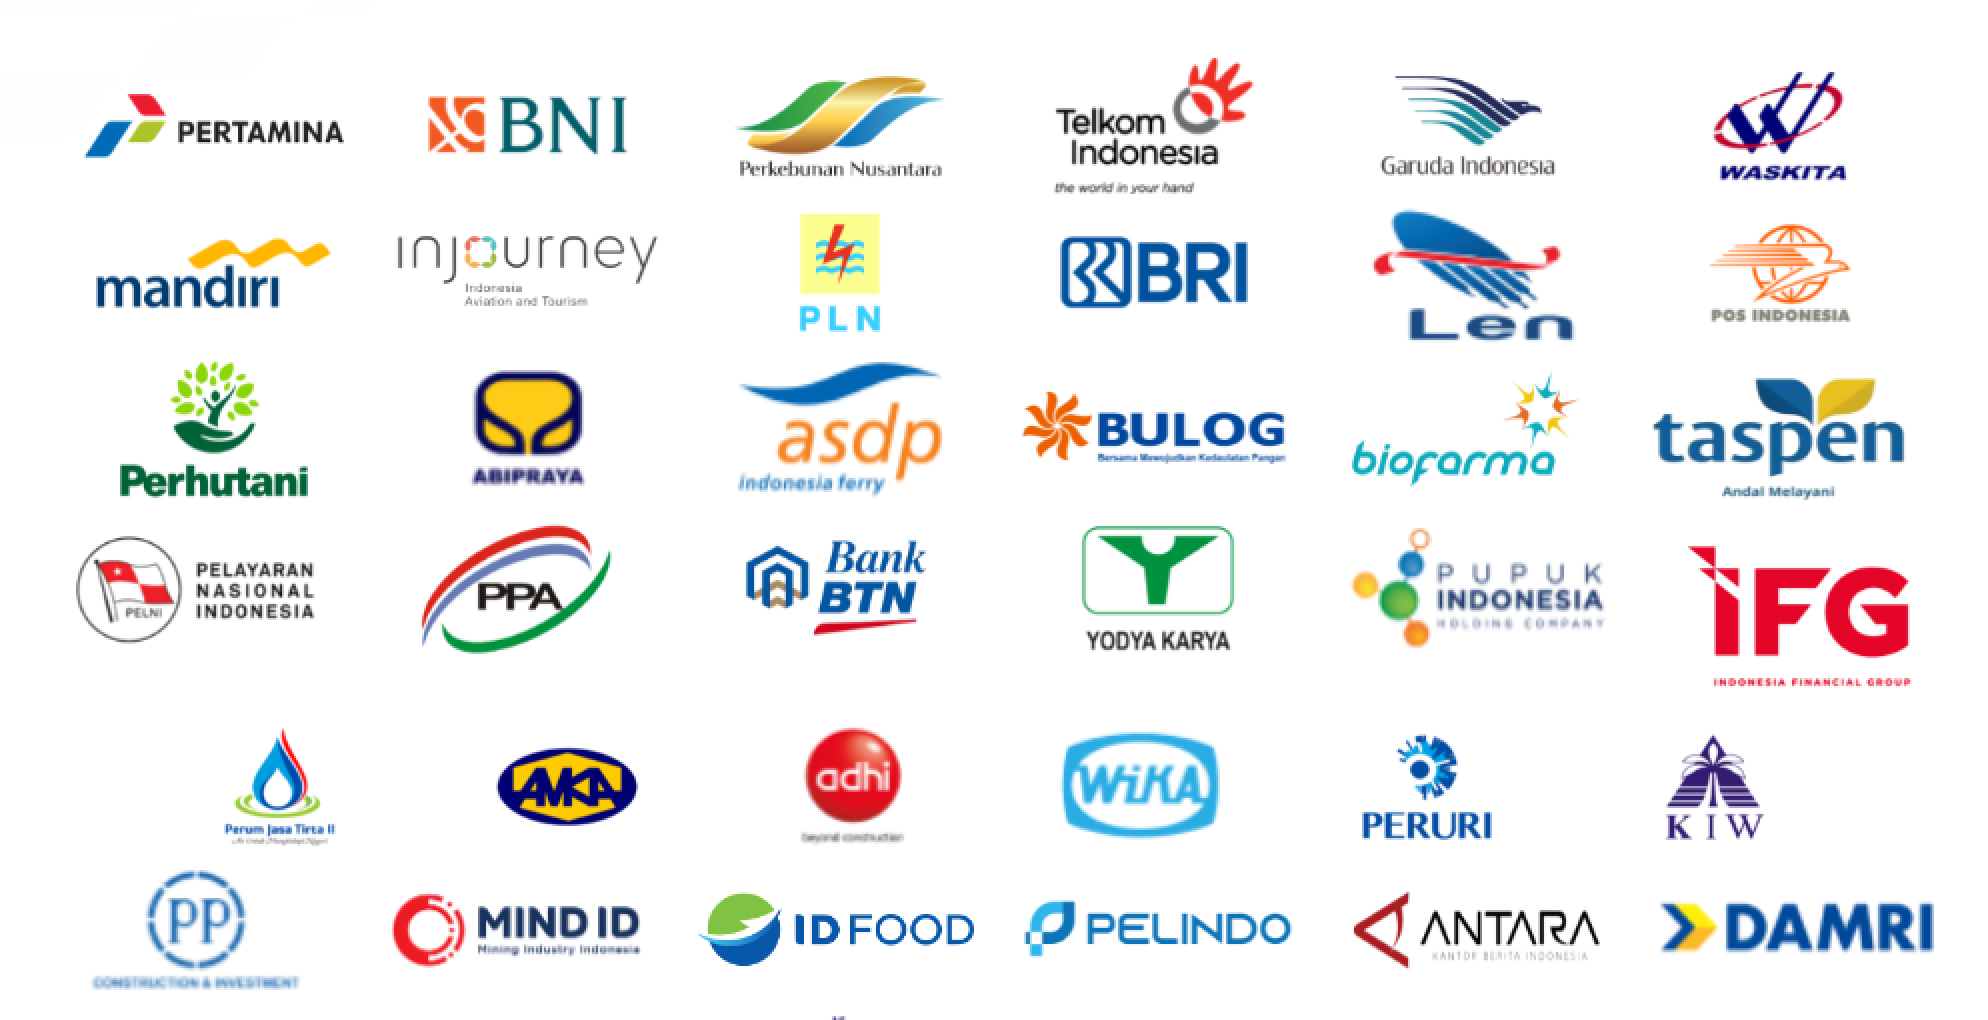 PERTAMINA
BNI
Perkebunan Nusantara
Telkom
Indonesia
the world in your hand
Garuda Indonesia
W
WASKITA
mandiri
injourney
Indonesia
Aviation and Tourism
PLN
BRI
Len
POS INDONESIA
Perhutani
ABIPRAYA
asdp
indonesia ferry
BULOG
Bersama Mewujudkan Kedaulatan Pangan
biofarma
taspen
Andal Melayani
PELNI
PELAYARAN
NASIONAL
INDONESIA
PPA
Bank
BTN
YODYA KARYA
PUPUK
INDONESIA
HOLDING COMPANY
IFG
INDONESIA FINANCIAL GROUP
Perum Jasa Tirta II
AMKA
adhi
beyond construction
WIKA
PERURI
KIW
PP
CONSTRUCTION & INVESTMENT
MIND ID
Mining Industry Indonesia
ID FOOD
PELINDO
ANTARA
KANTOR BERITA INDONESIA
DAMRI